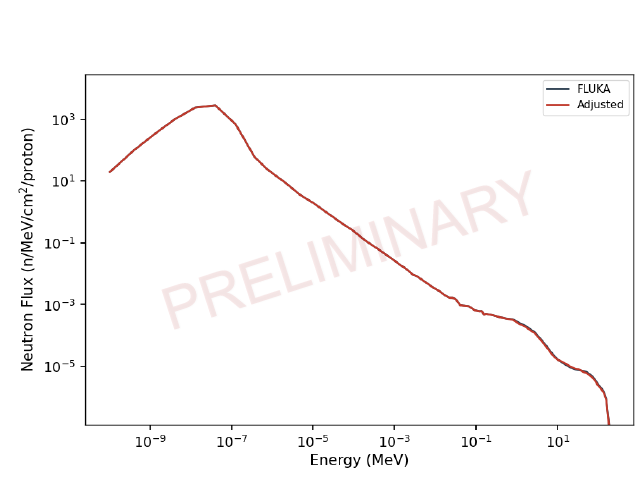 FLUKA
Adjusted
PRELIMINARY
Neutron Flux (n/MeV/cm²/proton)
10³
10¹
10⁻¹
10⁻³
10⁻⁵
10⁻⁹
10⁻⁷
10⁻⁵
10⁻³
10⁻¹
10¹
Energy (MeV)